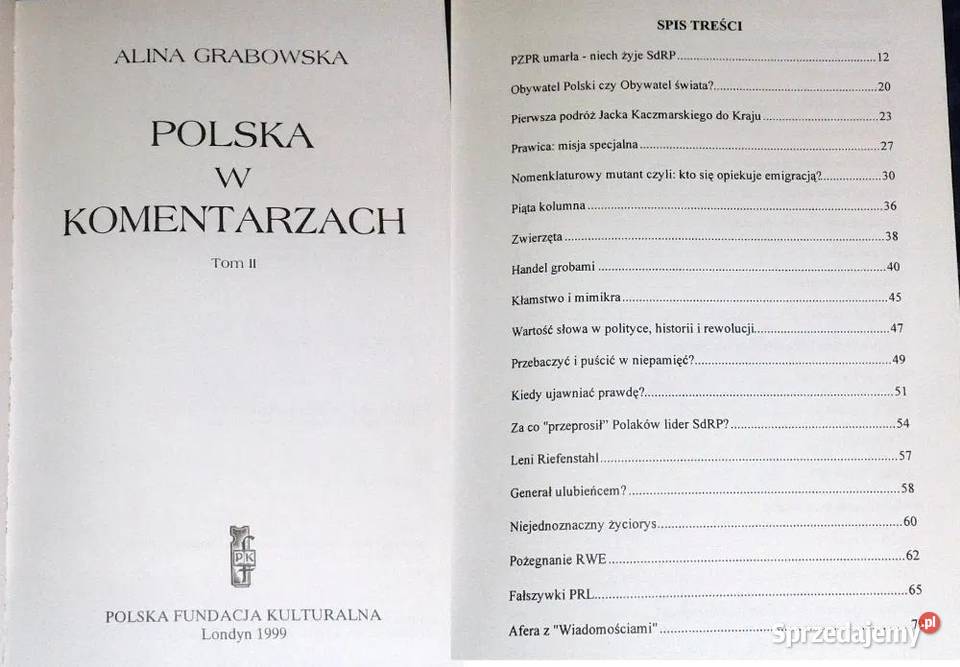 ALINA GRABOWSKA
POLSKA
W
KOMENTARZACH
Tom II
PK
POLSKA FUNDACJA KULTURALNA
Londyn 1999
SPIS TREŚCI
PZPR umarła - niech żyje SdRP...............................................................12
Obywatel Polski czy Obywatel świata?....................................................20
Pierwsza podróż Jacka Kaczmarskiego do Kraju.....................................23
Prawica: misja specjalna...........................................................................27
Nomenklaturowy mutant czyli: kto się opiekuje emigracją?...................30
Piąta kolumna............................................................................................36
Zwierzęta...................................................................................................38
Handel grobami.........................................................................................40
Kłamstwo i mimikra..................................................................................45
Wartość słowa w polityce, historii i rewolucji..........................................47
Przebaczyć i puścić w niepamięć?............................................................49
Kiedy ujawniać prawdę?...........................................................................51
Za co "przeprosił" Polaków lider SdRP?..................................................54
Leni Riefenstahl.........................................................................................57
Generał ulubieńcem?.................................................................................58
Niejednoznaczny życiorys.........................................................................60
Pożegnanie RWE.......................................................................................62
Fałszywki PRL...........................................................................................65
Afera z "Wiadomościami".........................................................................
Sprzedajemy.pl